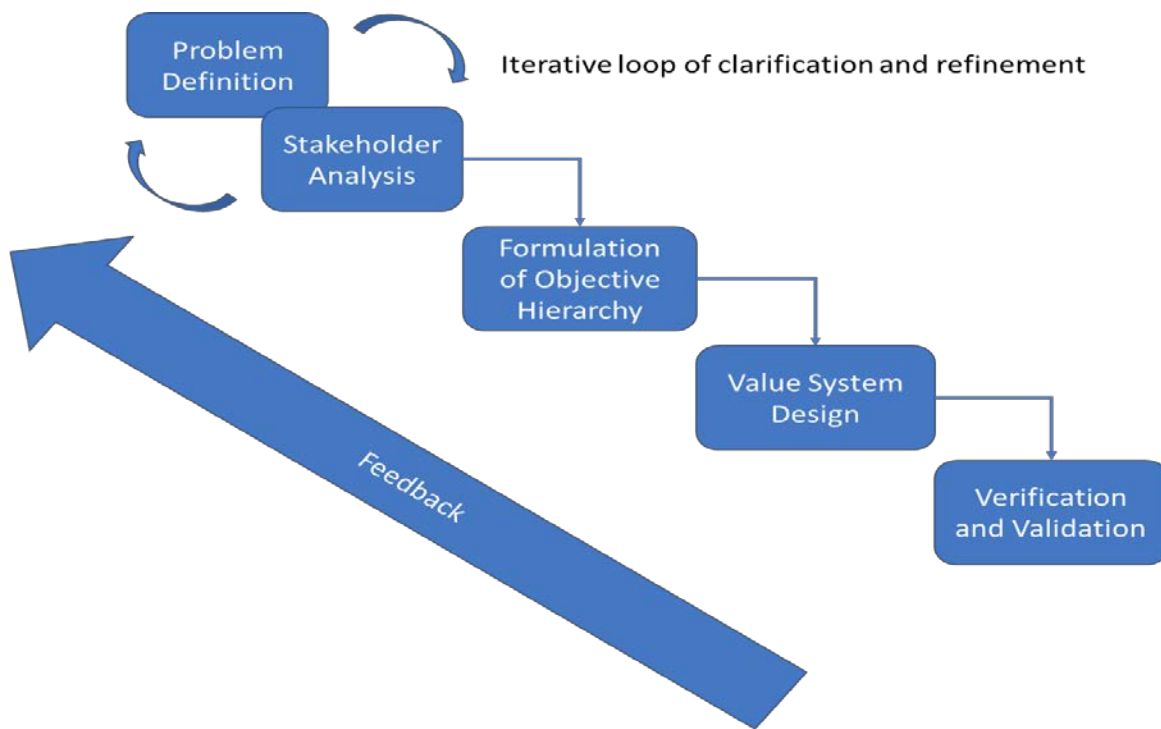 Problem
Definition
Iterative loop of clarification and refinement
Stakeholder
Analysis
Formulation
of Objective
Hierarchy
Value System
Design
Feedback
Verification
and Validation